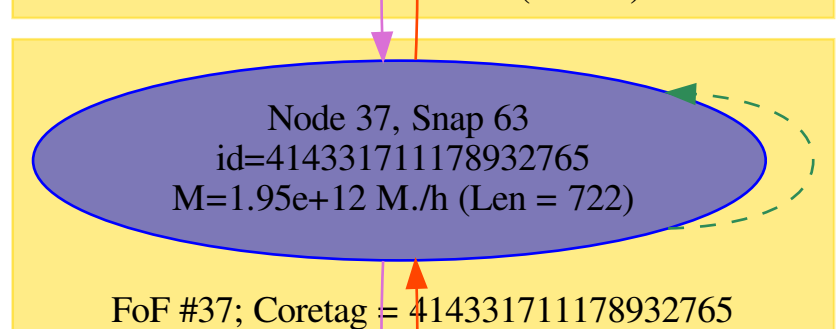 Node 37, Snap 63
id=414331711178932765
M=1.95e+12 M./h (Len = 722)
FoF #37; Coretag = 414331711178932765